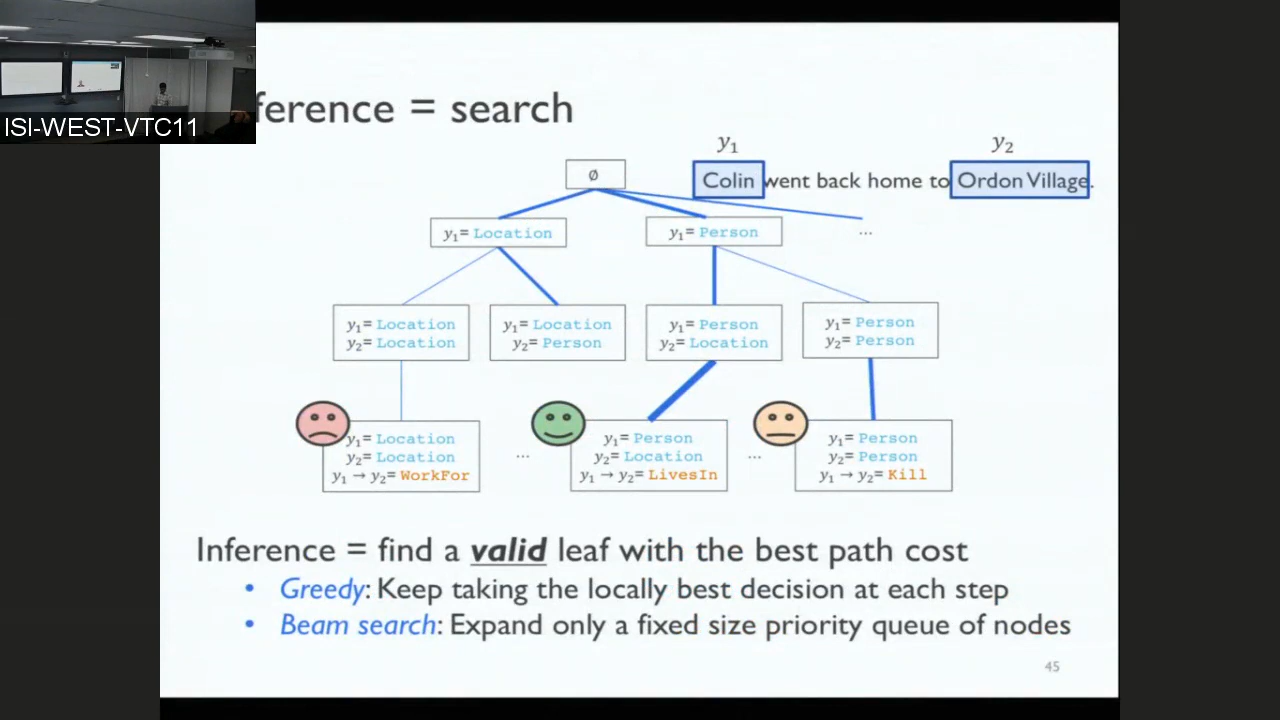 ISI-WEST-VTC11
ference = search
y₁
y₂
Colin went back home to Ordon Village.
∅
y₁= Location
y₁= Person
...
y₁= Location
y₂= Location
y₁= Location
y₂= Person
y₁= Person
y₂= Location
y₁= Person
y₂= Person
y₁= Location
y₂= Location
y₁ → y₂= WorkFor
...
y₁= Person
y₂= Location
y₁ → y₂= LivesIn
...
y₁= Person
y₂= Person
y₁ → y₂= Kill
Inference = find a valid leaf with the best path cost
• Greedy: Keep taking the locally best decision at each step
• Beam search: Expand only a fixed size priority queue of nodes
45